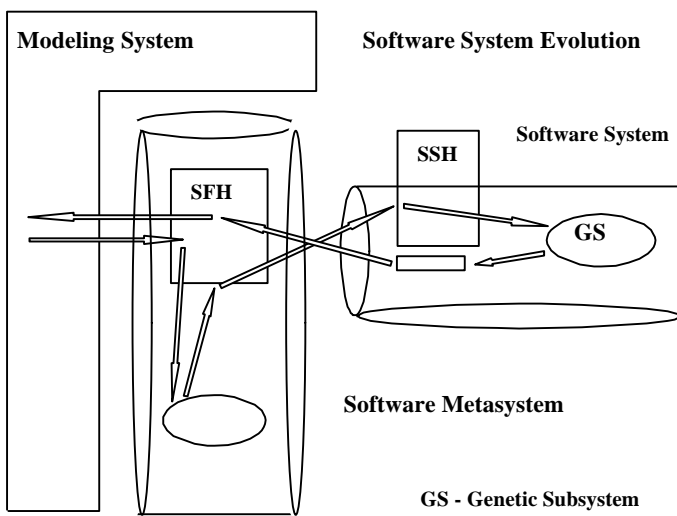 Modeling System
Software System Evolution
Software System
SSH
SFH
GS
Software Metasystem
GS - Genetic Subsystem